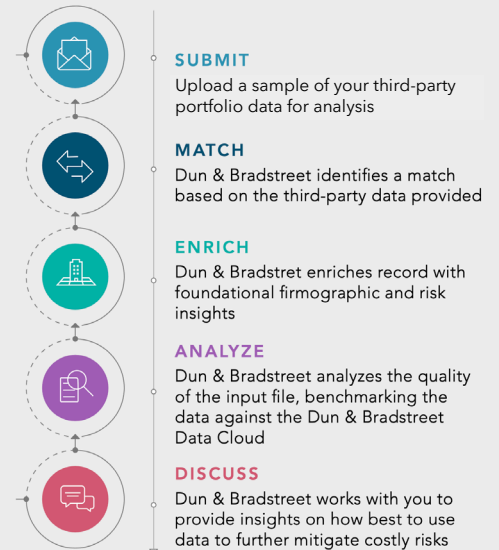 SUBMIT
Upload a sample of your third-party
portfolio data for analysis
MATCH
Dun & Bradstreet identifies a match
based on the third-party data provided
ENRICH
Dun & Bradstret enriches record with
foundational firmographic and risk
insights
ANALYZE
Dun & Bradstreet analyzes the quality
of the input file, benchmarking the
data against the Dun & Bradstreet
Data Cloud
DISCUSS
Dun & Bradstreet works with you to
provide insights on how best to use
data to further mitigate costly risks